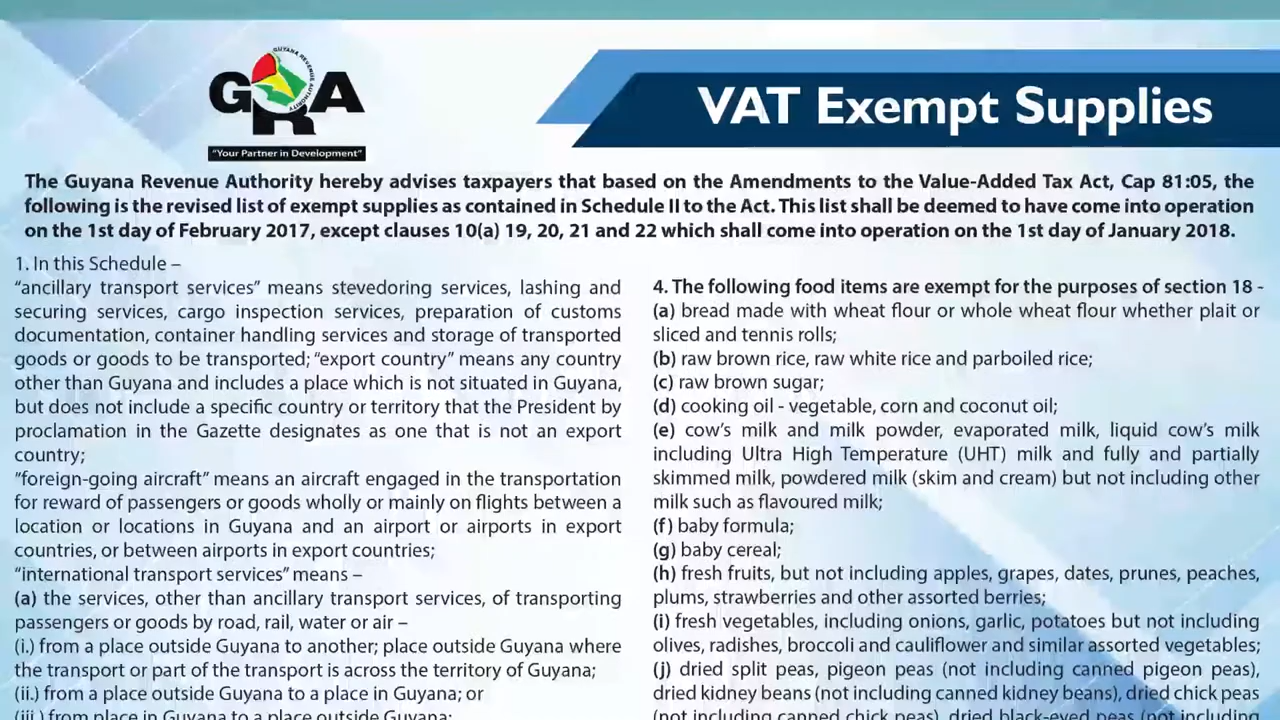 GUYANA REVENUE AUTHORITY
GRA
"Your Partner in Development"
VAT Exempt Supplies
The Guyana Revenue Authority hereby advises taxpayers that based on the Amendments to the Value-Added Tax Act, Cap 81:05, the
following is the revised list of exempt supplies as contained in Schedule II to the Act. This list shall be deemed to have come into operation
on the 1st day of February 2017, except clauses 10(a) 19, 20, 21 and 22 which shall come into operation on the 1st day of January 2018.
1. In this Schedule –
“ancillary transport services” means stevedoring services, lashing and
securing services, cargo inspection services, preparation of customs
documentation, container handling services and storage of transported
goods or goods to be transported; “export country” means any country
other than Guyana and includes a place which is not situated in Guyana,
but does not include a specific country or territory that the President by
proclamation in the Gazette designates as one that is not an export
country;
“foreign-going aircraft” means an aircraft engaged in the transportation
for reward of passengers or goods wholly or mainly on flights between a
location or locations in Guyana and an airport or airports in export
countries, or between airports in export countries;
“international transport services” means –
(a) the services, other than ancillary transport services, of transporting
passengers or goods by road, rail, water or air –
(i.) from a place outside Guyana to another; place outside Guyana where
the transport or part of the transport is across the territory of Guyana;
(ii.) from a place outside Guyana to a place in Guyana; or
(iii.) from place in Guyana to a place outside Guyana;
4. The following food items are exempt for the purposes of section 18 -
(a) bread made with wheat flour or whole wheat flour whether plait or
sliced and tennis rolls;
(b) raw brown rice, raw white rice and parboiled rice;
(c) raw brown sugar;
(d) cooking oil - vegetable, corn and coconut oil;
(e) cow’s milk and milk powder, evaporated milk, liquid cow’s milk
including Ultra High Temperature (UHT) milk and fully and partially
skimmed milk, powdered milk (skim and cream) but not including other
milk such as flavoured milk;
(f) baby formula;
(g) baby cereal;
(h) fresh fruits, but not including apples, grapes, dates, prunes, peaches,
plums, strawberries and other assorted berries;
(i) fresh vegetables, including onions, garlic, potatoes but not including
olives, radishes, broccoli and cauliflower and similar assorted vegetables;
(j) dried split peas, pigeon peas (not including canned pigeon peas),
dried kidney beans (not including canned kidney beans), dried chick peas
(not including canned chick peas), dried black-eyed peas (not including